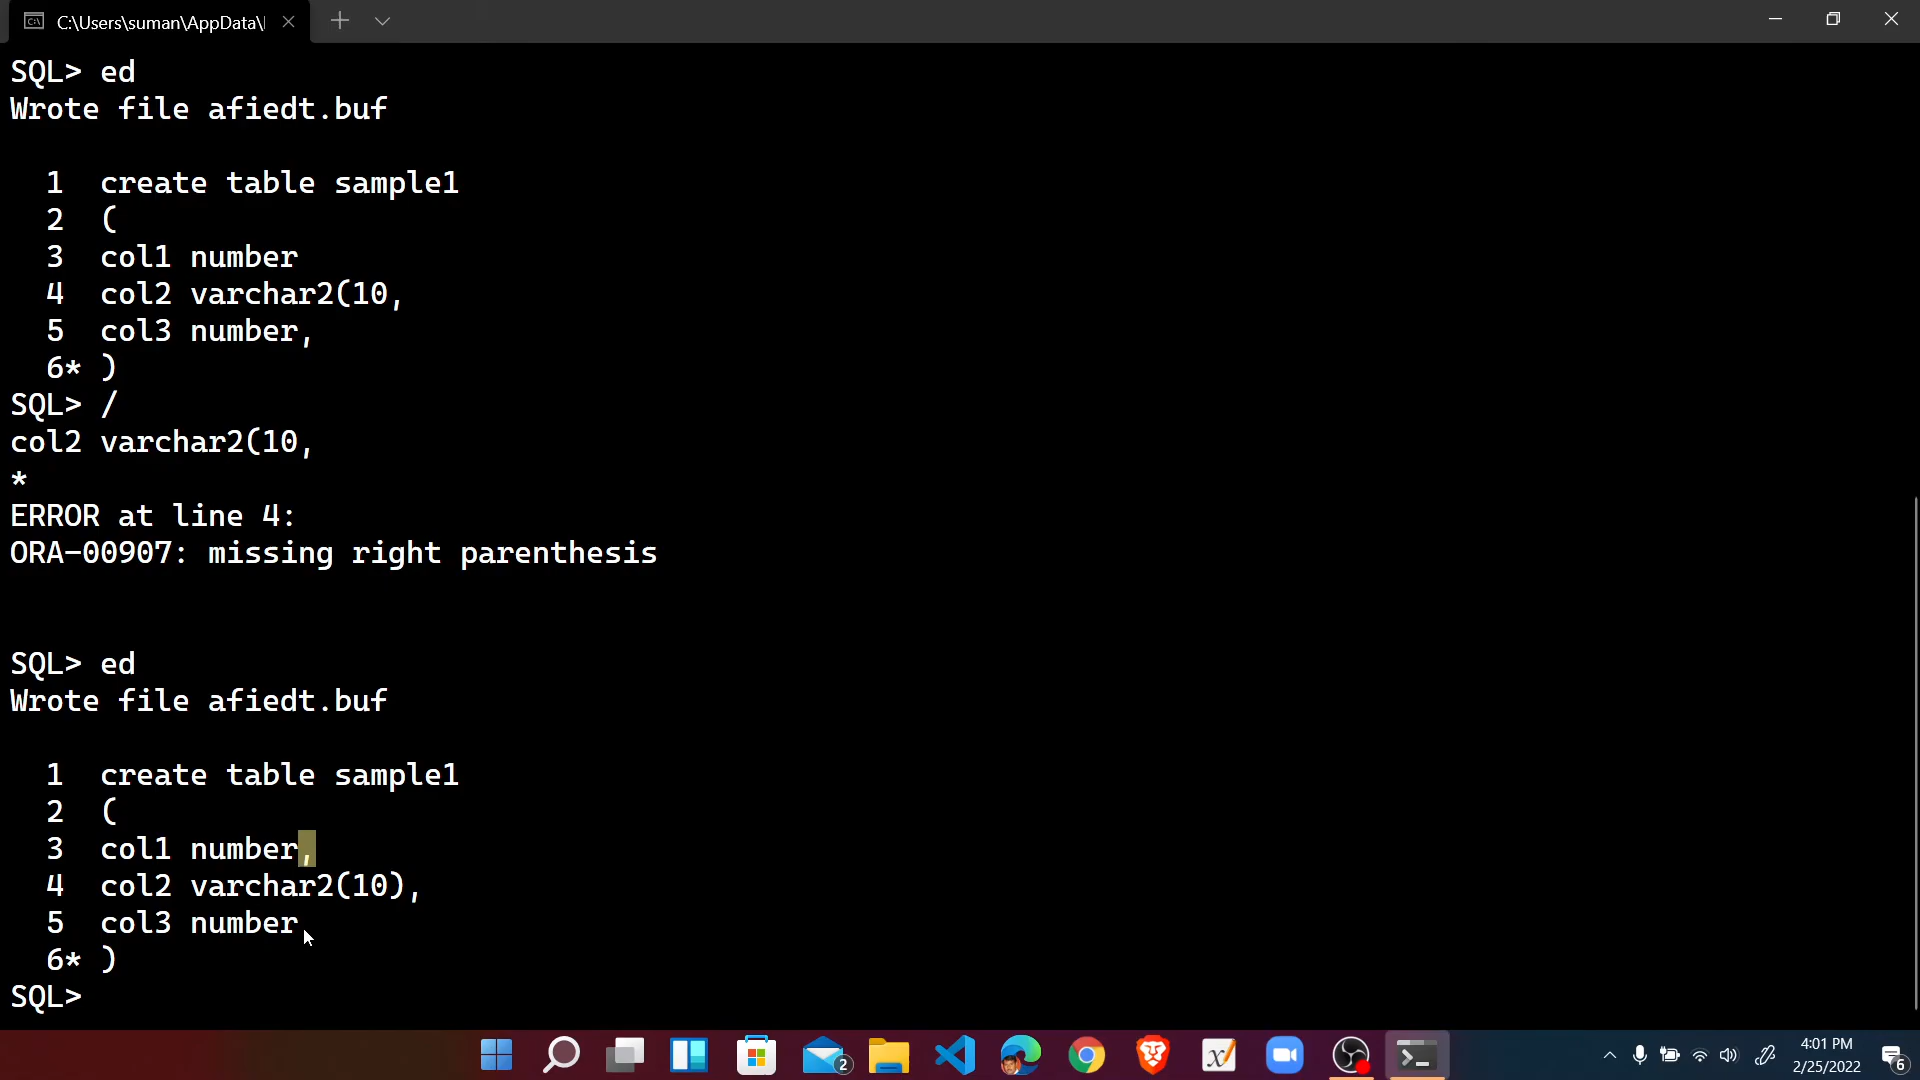 C:\Users\suman\AppData\l
SQL> ed
Wrote file afiedt.buf
1 create table sample1
2 (
3 col1 number
4 col2 varchar2(10,
5 col3 number,
6* )
SQL> /
col2 varchar2(10,
*
ERROR at line 4:
ORA-00907: missing right parenthesis
SQL> ed
Wrote file afiedt.buf
1 create table sample1
2 (
3 col1 number,
4 col2 varchar2(10),
5 col3 number
6* )
SQL>
2
4:01 PM
2/25/2022
6